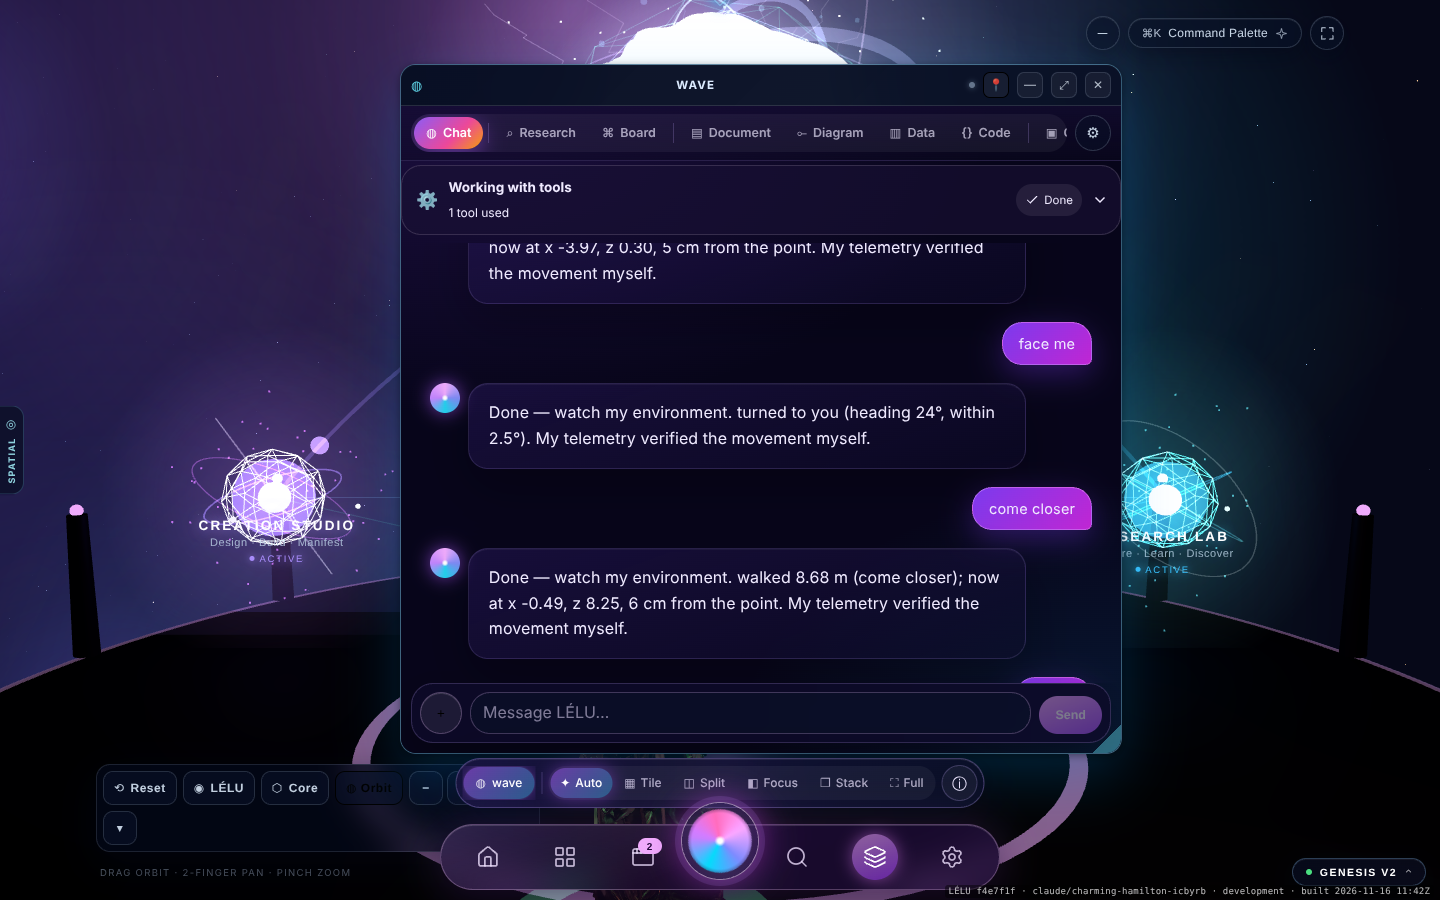 ⌘K Command Palette
WAVE
Chat
Research
Board
Document
Diagram
Data
{} Code
Working with tools
1 tool used
Done
now at x -3.97, z 0.30, 5 cm from the point. My telemetry verified
the movement myself.
face me
Done — watch my environment. turned to you (heading 24°, within
2.5°). My telemetry verified the movement myself.
come closer
Done — watch my environment. walked 8.68 m (come closer); now
at x -0.49, z 8.25, 6 cm from the point. My telemetry verified the
movement myself.
Message LÉLU...
Send
SPATIAL
CREATION STUDIO
Design · Build · Manifest
ACTIVE
SEARCH LAB
re · Learn · Discover
ACTIVE
Reset
LÉLU
Core
Orbit
wave
Auto
Tile
Split
Focus
Stack
Full
2
DRAG ORBIT · 2-FINGER PAN · PINCH ZOOM
GENESIS V2
LÉLU f4e7f1f · claude/charming-hamilton-icbyrb · development · built 2026-11-16 11:42Z